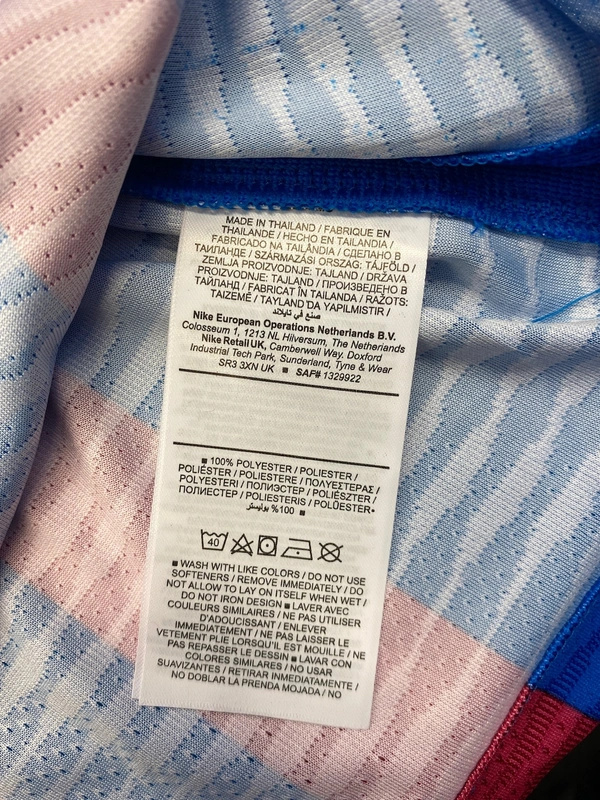 MADE IN THAILAND / FABRIQUE EN
THAILANDE / HECHO EN TAILANDIA /
FABRICADO NA TAILÂNDIA / СДЕЛАНО В
ТАИЛАНДЕ / SZÁRMAZÁSI ORSZÁG: TÁJFÖLD /
ZEMLJA PROIZVODNJE: TAJLAND / DRŽAVA
PROIZVODNJE: TAJLAND / ПРОИЗВЕДЕНО В
ТАЙЛАНД / FABRICAT ÎN TAILANDA / RAŽOTS:
TAIZEMĒ / TAYLAND'DA YAPILMISTIR /
صنع في تايلاند
Nike European Operations Netherlands B.V.
Colosseum 1, 1213 NL Hilversum, The Netherlands
Nike Retail UK, Camberwell Way. Doxford
Industrial Tech Park, Sunderland, Tyne & Wear
SR3 3XN UK ■ SAF# 1329922
■ 100% POLYESTER / POLIESTER /
POLIÉSTER / POLIESTERE / ΠΟΛΥΕΣΤΕΡΑΣ /
POLYESTERI / ПОЛИЭСТЕР / POLIÉSZTER /
ПОЛИЕСТЕР / POLIESTERIS / POLÜESTER•
100% بوليستر ■
40
■ WASH WITH LIKE COLORS / DO NOT USE
SOFTENERS / REMOVE IMMEDIATELY / DO
NOT ALLOW TO LAY ON ITSELF WHEN WET /
DO NOT IRON DESIGN ■ LAVER AVEC
COULEURS SIMILAIRES / NE PAS UTILISER
D'ADOUCISSANT / ENLEVER
IMMEDIATEMENT / NE PAS LAISSER LE
VETEMENT PLIE LORSQU'IL EST MOUILLE / NE
PAS REPASSER LE DESSIN ■ LAVAR CON
COLORES SIMILARES / NO USAR
SUAVIZANTES / RETIRAR INMEDIATAMENTE /
NO DOBLAR LA PRENDA MOJADA / NO